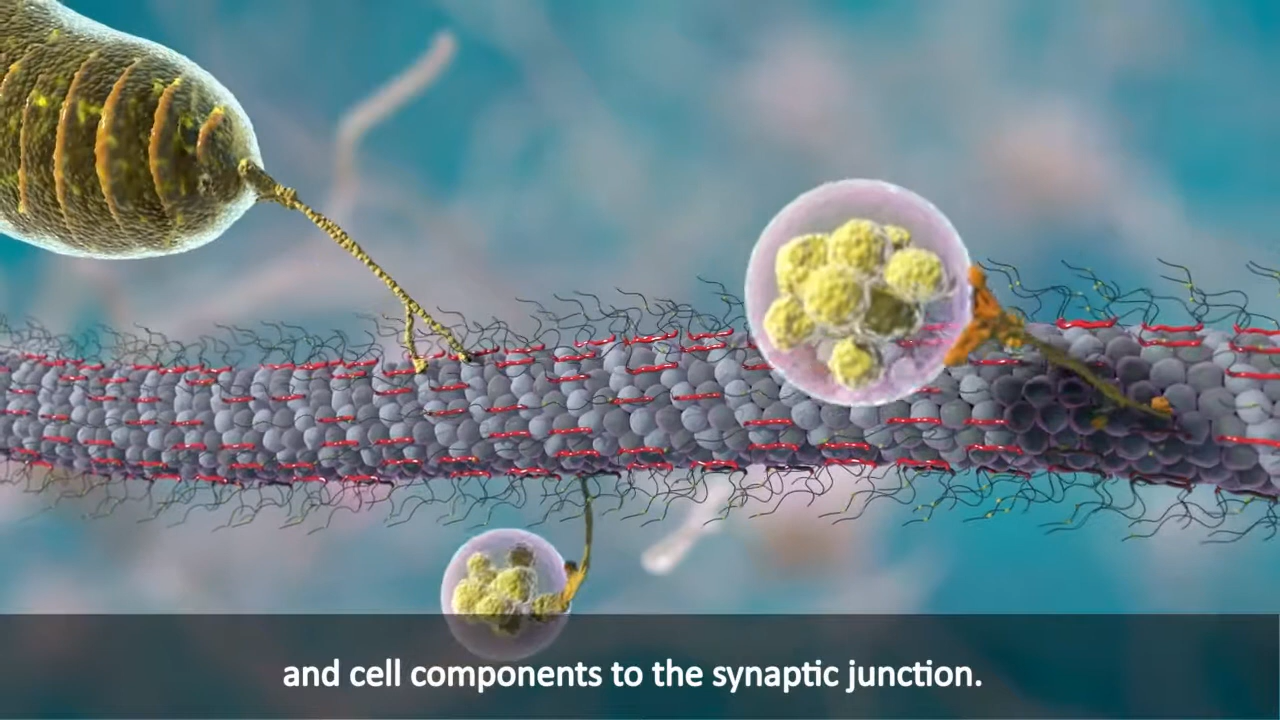 and cell components to the synaptic junction.